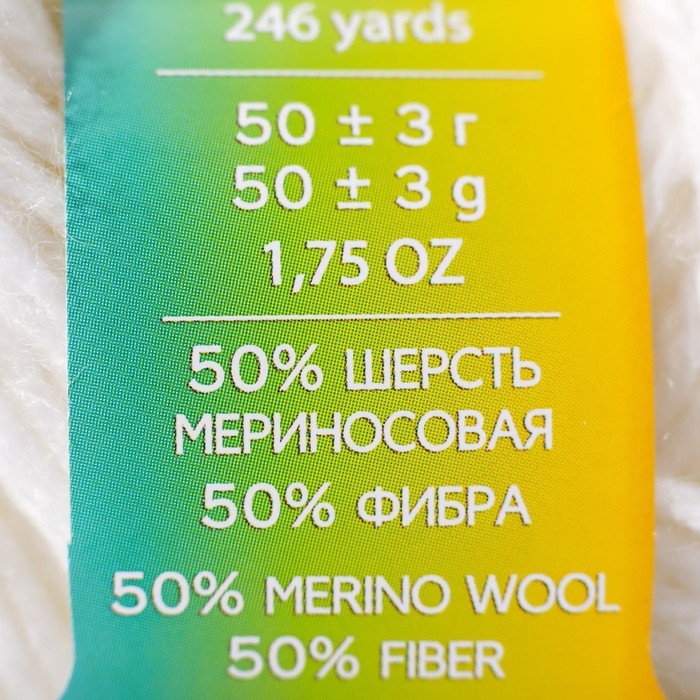 246 yards
50 ± 3 г
50 ± 3 g
1,75 OZ
50% ШЕРСТЬ
МЕРИНОСОВАЯ
50% ФИБРА
50% MERINO WOOL
50% FIBER